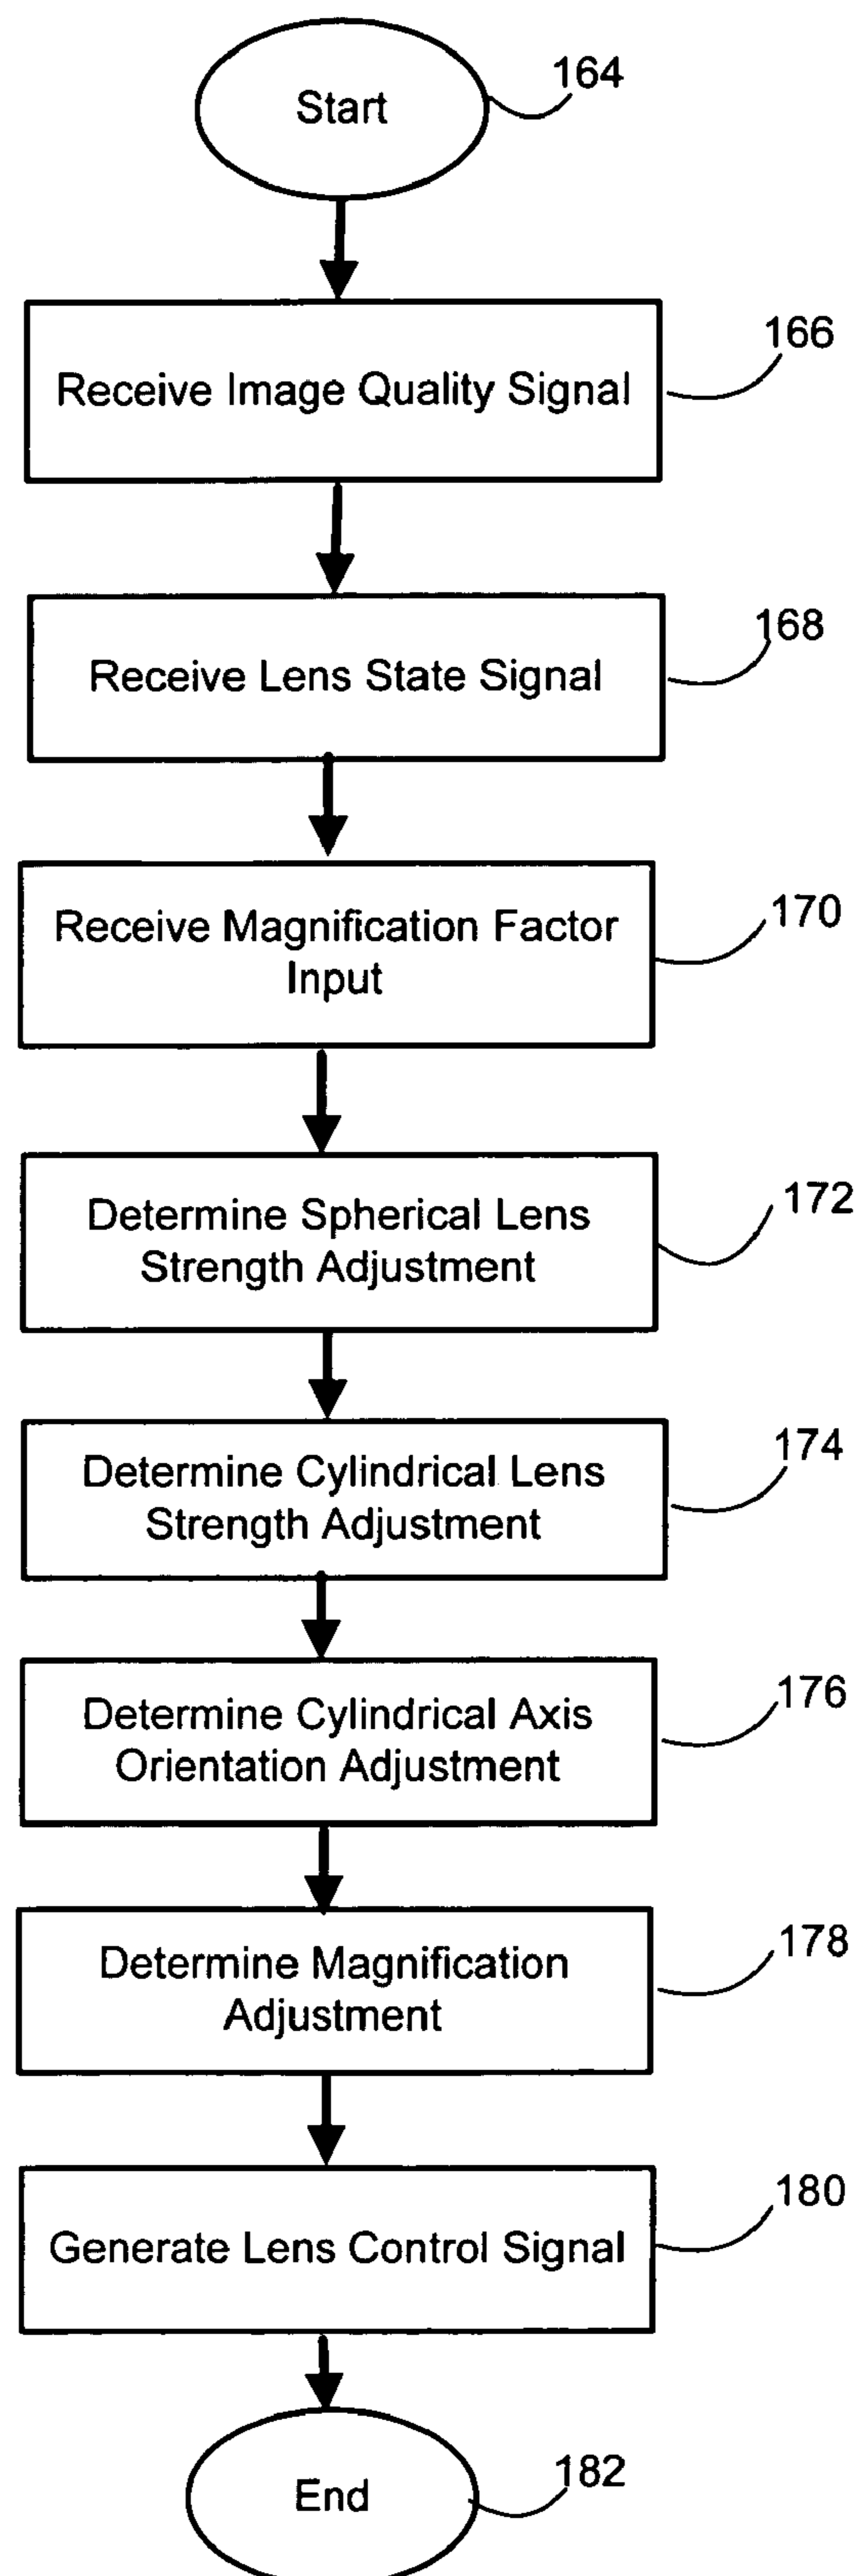 Start
164
Receive Image Quality Signal
166
Receive Lens State Signal
168
Receive Magnification Factor
Input
170
Determine Spherical Lens
Strength Adjustment
172
Determine Cylindrical Lens
Strength Adjustment
174
Determine Cylindrical Axis
Orientation Adjustment
176
Determine Magnification
Adjustment
178
Generate Lens Control Signal
180
End
182